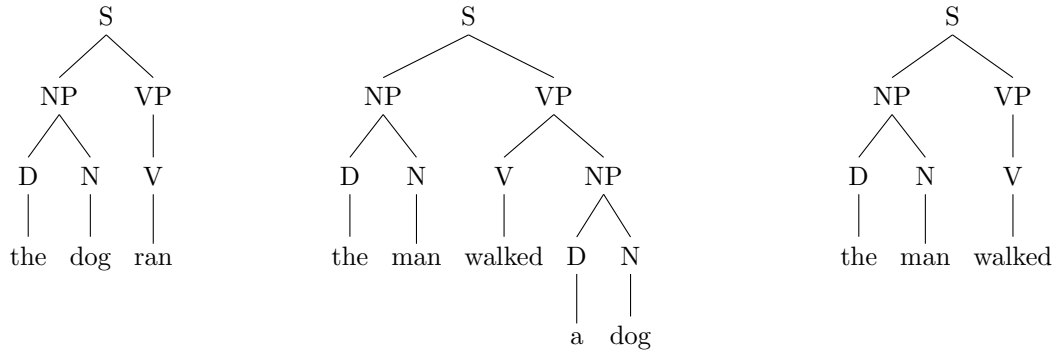 S S S
NP VP NP VP NP VP
D N V D N V NP D N V
the dog ran the man walked D N the man walked
a dog